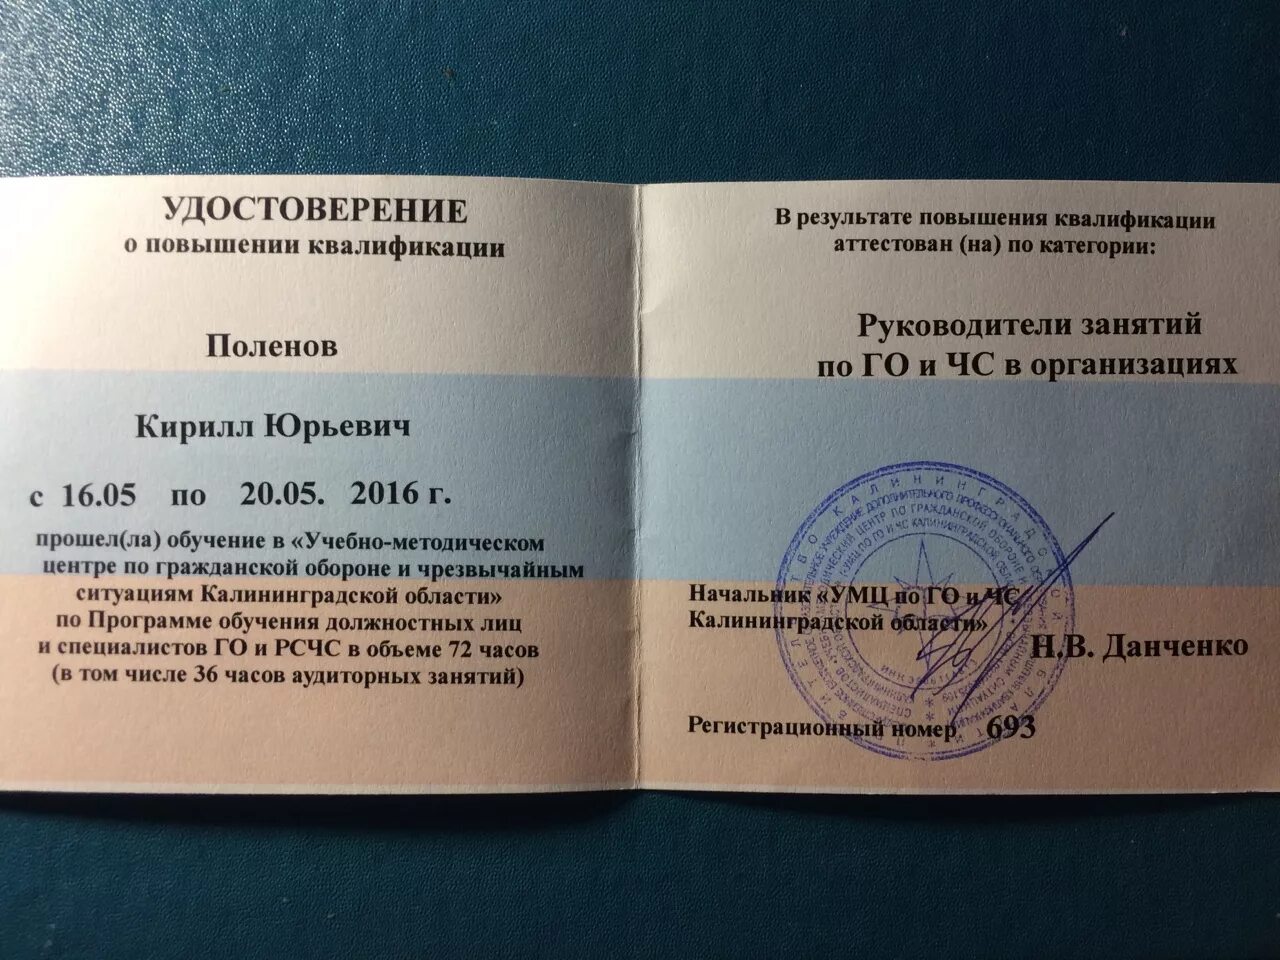 УДОСТОВЕРЕНИЕ
о повышении квалификации
Поленов
Кирилл Юрьевич
с 16.05 по 20.05. 2016 г.
прошел(ла) обучение в «Учебно-методическом
центре по гражданской обороне и чрезвычайным
ситуациям Калининградской области»
по Программе обучения должностных лиц
и специалистов ГО и РСЧС в объеме 72 часов
(в том числе 36 часов аудиторных занятий)
В результате повышения квалификации
аттестован (на) по категории:
Руководители занятий
по ГО и ЧС в организациях
Начальник «УМЦ по ГО и ЧС
Калининградской области»
Н.В. Данченко
Регистрационный номер 693